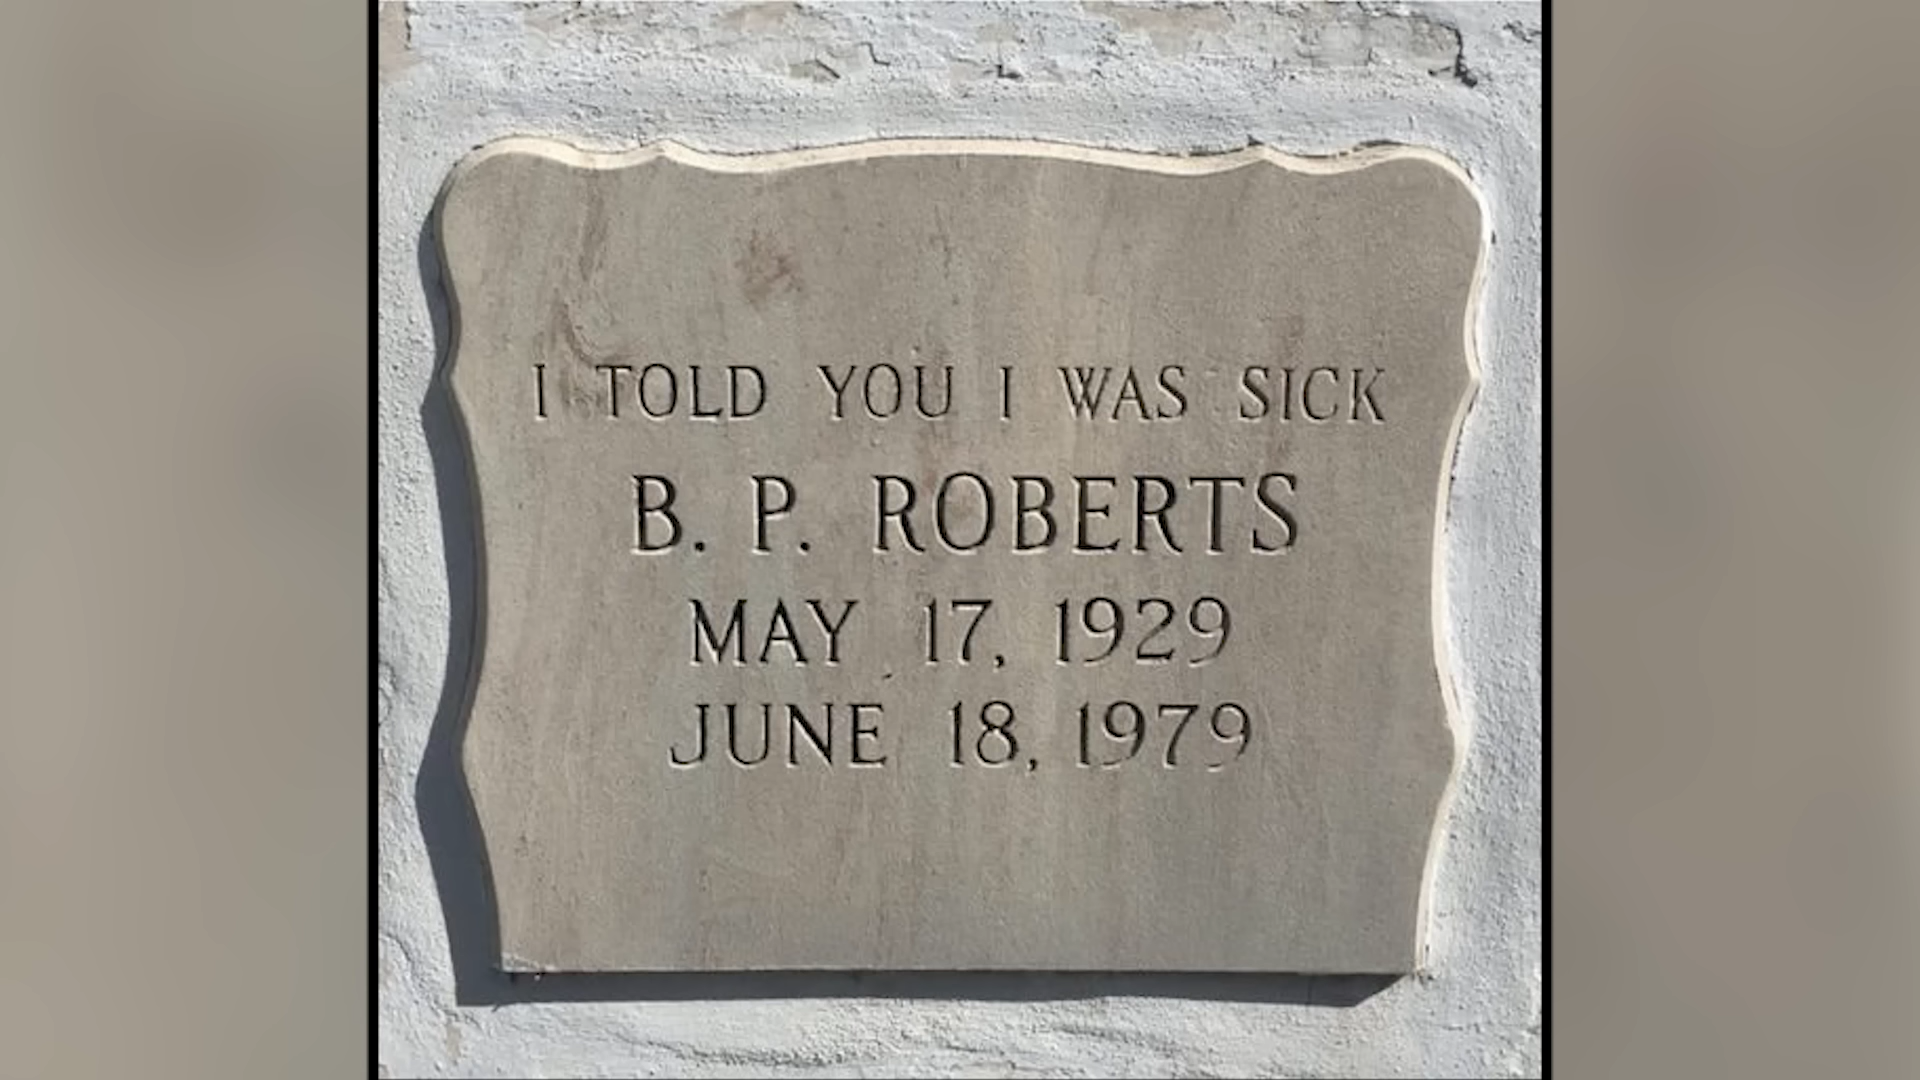 I TOLD YOU I WAS SICK
B. P. ROBERTS
MAY 17, 1929
JUNE 18, 1979